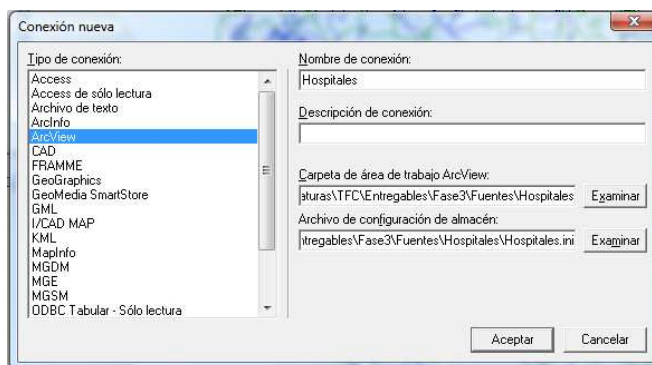 Conexión nueva
Tipo de conexión:
Access
Access de sólo lectura
Archivo de texto
ArcInfo
ArcView
CAD
FRAMME
GeoGraphics
GeoMedia SmartStore
GML
I/CAD MAP
KML
MapInfo
MGDM
MGE
MGSM
ODBC Tabular - Sólo lectura
Nombre de conexión:
Hospitales
Descripción de conexión:
Carpeta de área de trabajo ArcView:
aturas\TFC\Entregables\Fase3\Fuentes\Hospitales
Examinar
Archivo de configuración de almacén:
ntregables\Fase3\Fuentes\Hospitales\Hospitales.ini
Examinar
Aceptar
Cancelar